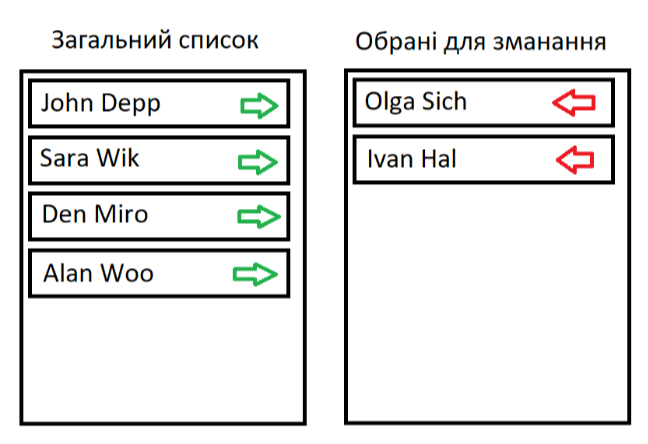 Загальний список
John Depp
Sara Wik
Den Miro
Alan Woo
Обрані для зманання
Olga Sich
Ivan Hal